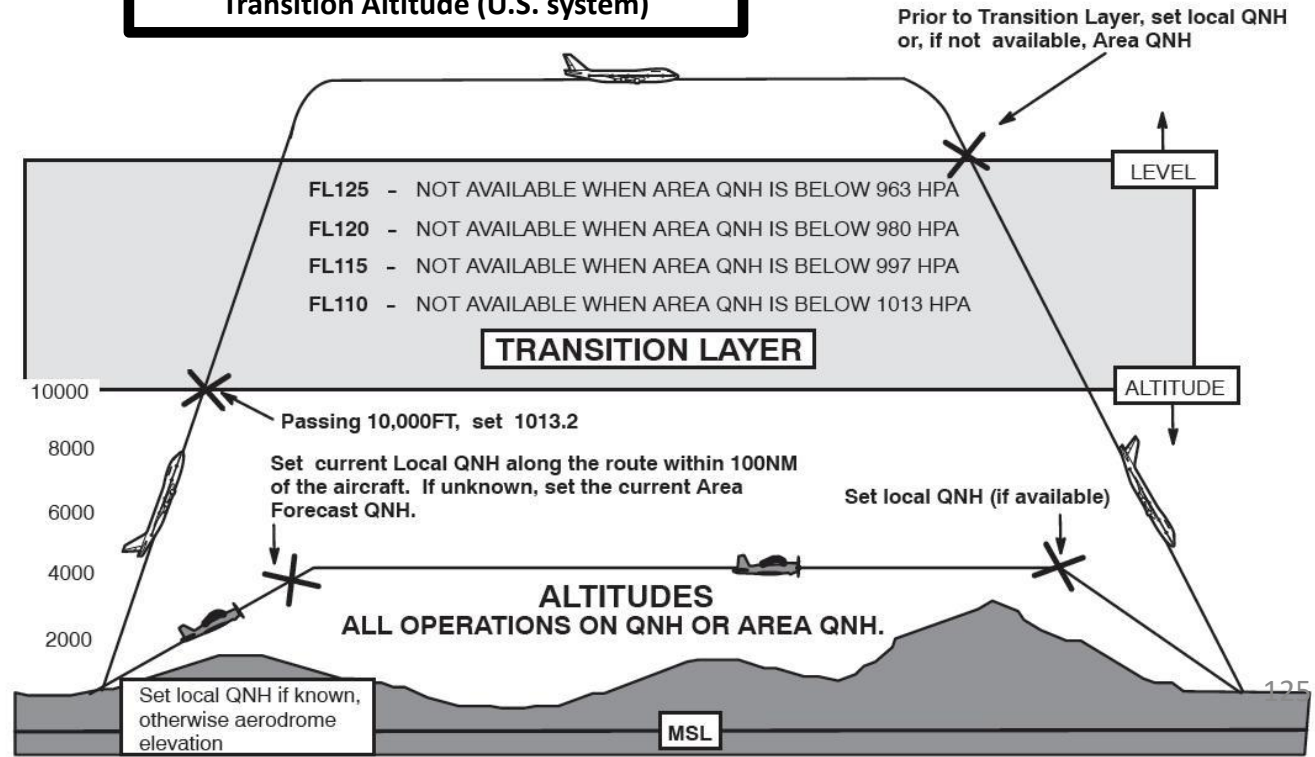 Transition Altitude (U.S. system)
Prior to Transition Layer, set local QNH
or, if not available, Area QNH
LEVEL
FL125 - NOT AVAILABLE WHEN AREA QNH IS BELOW 963 HPA
FL120 - NOT AVAILABLE WHEN AREA QNH IS BELOW 980 HPA
FL115 - NOT AVAILABLE WHEN AREA QNH IS BELOW 997 HPA
FL110 - NOT AVAILABLE WHEN AREA QNH IS BELOW 1013 HPA
TRANSITION LAYER
10000
ALTITUDE
Passing 10,000FT, set 1013.2
8000
Set current Local QNH along the route within 100NM
of the aircraft. If unknown, set the current Area
Forecast QNH.
Set local QNH (if available)
6000
4000
ALTITUDES
ALL OPERATIONS ON QNH OR AREA QNH.
2000
Set local QNH if known,
otherwise aerodrome
elevation
MSL
125